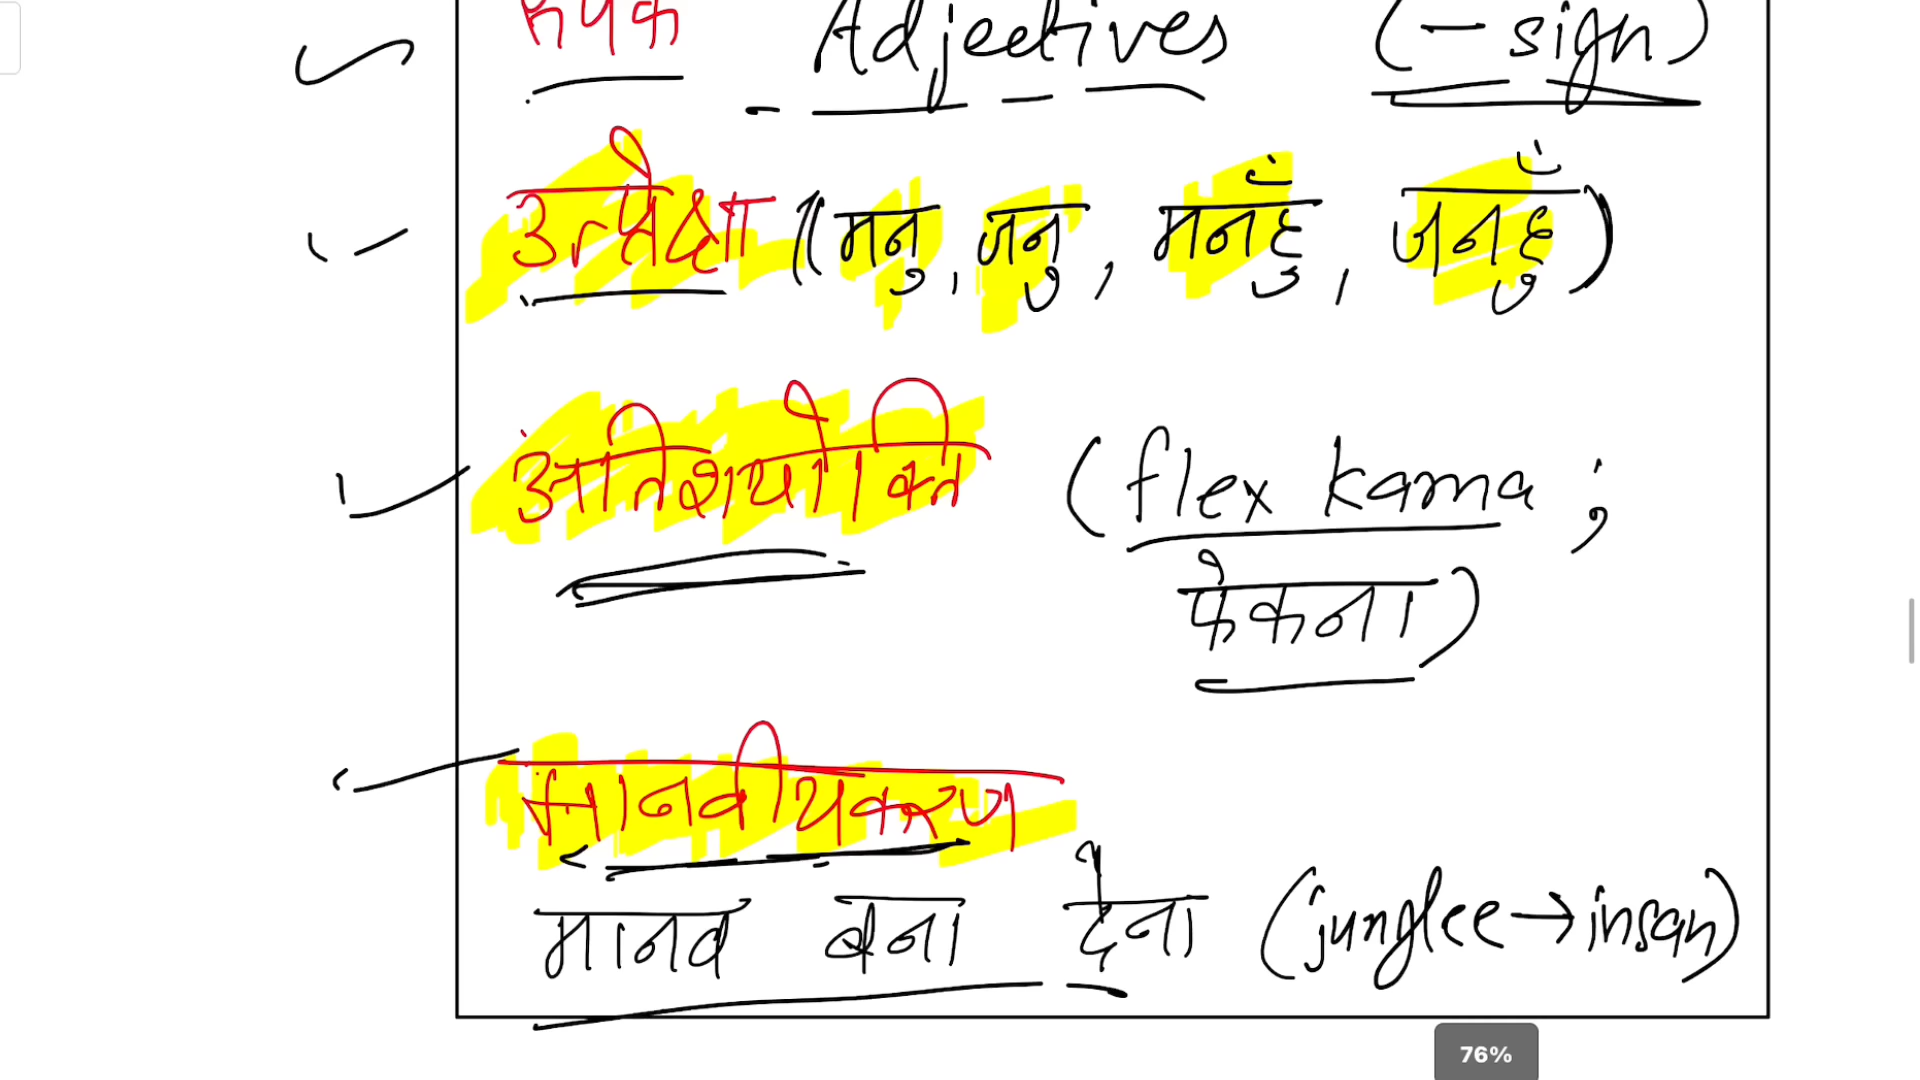 रूपक - Adjectives (- sign)
उत्प्रेक्षा (मनु, जनु, मनहुँ, जनहुँ)
अतिशयोक्ति (flex karna ;
फेकना)
मानवीयकरण
मानव बना देना (junglee → insan)
76%